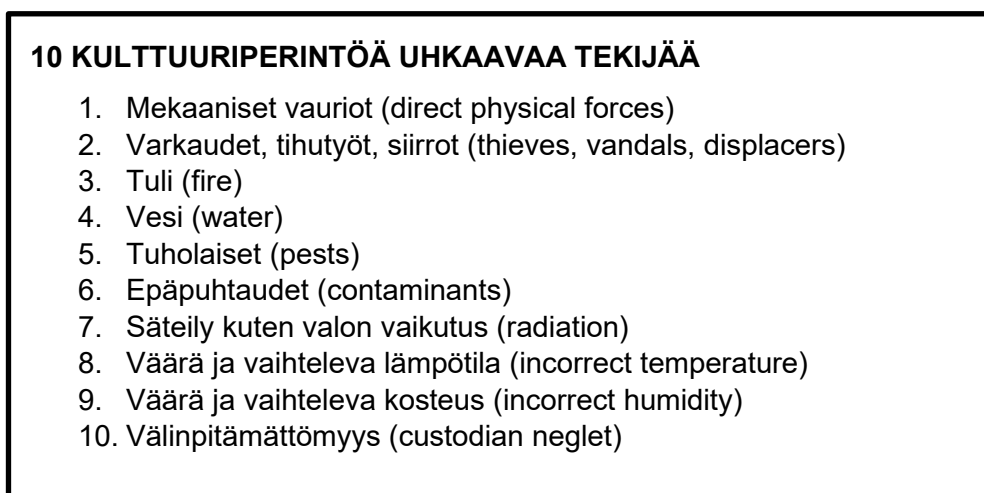 10 KULTTUURIPERINTÖÄ UHKAAVAA TEKIJÄÄ
1. Mekaaniset vauriot (direct physical forces)
2. Varkaudet, tihutyöt, siirrot (thieves, vandals, displacers)
3. Tuli (fire)
4. Vesi (water)
5. Tuholaiset (pests)
6. Epäpuhtaudet (contaminants)
7. Säteily kuten valon vaikutus (radiation)
8. Väärä ja vaihteleva lämpötila (incorrect temperature)
9. Väärä ja vaihteleva kosteus (incorrect humidity)
10. Välinpitämättömyys (custodian neglet)